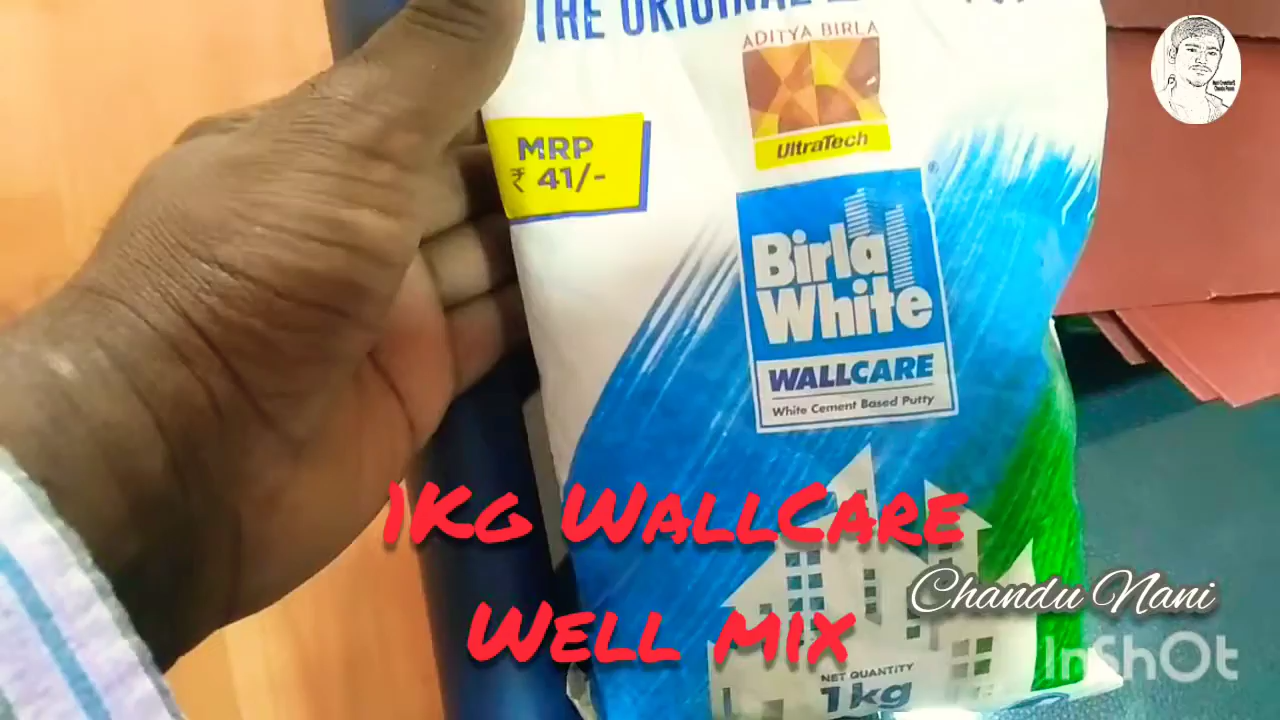 THE ORIGINAL
ADITYA BIRLA
UltraTech
MRP
₹ 41/-
Birla
White
®
WALLCARE
White Cement Based Putty
1Kg WallCare
Well mix
Chandu Nani
InShOt
NET QUANTITY
1kg